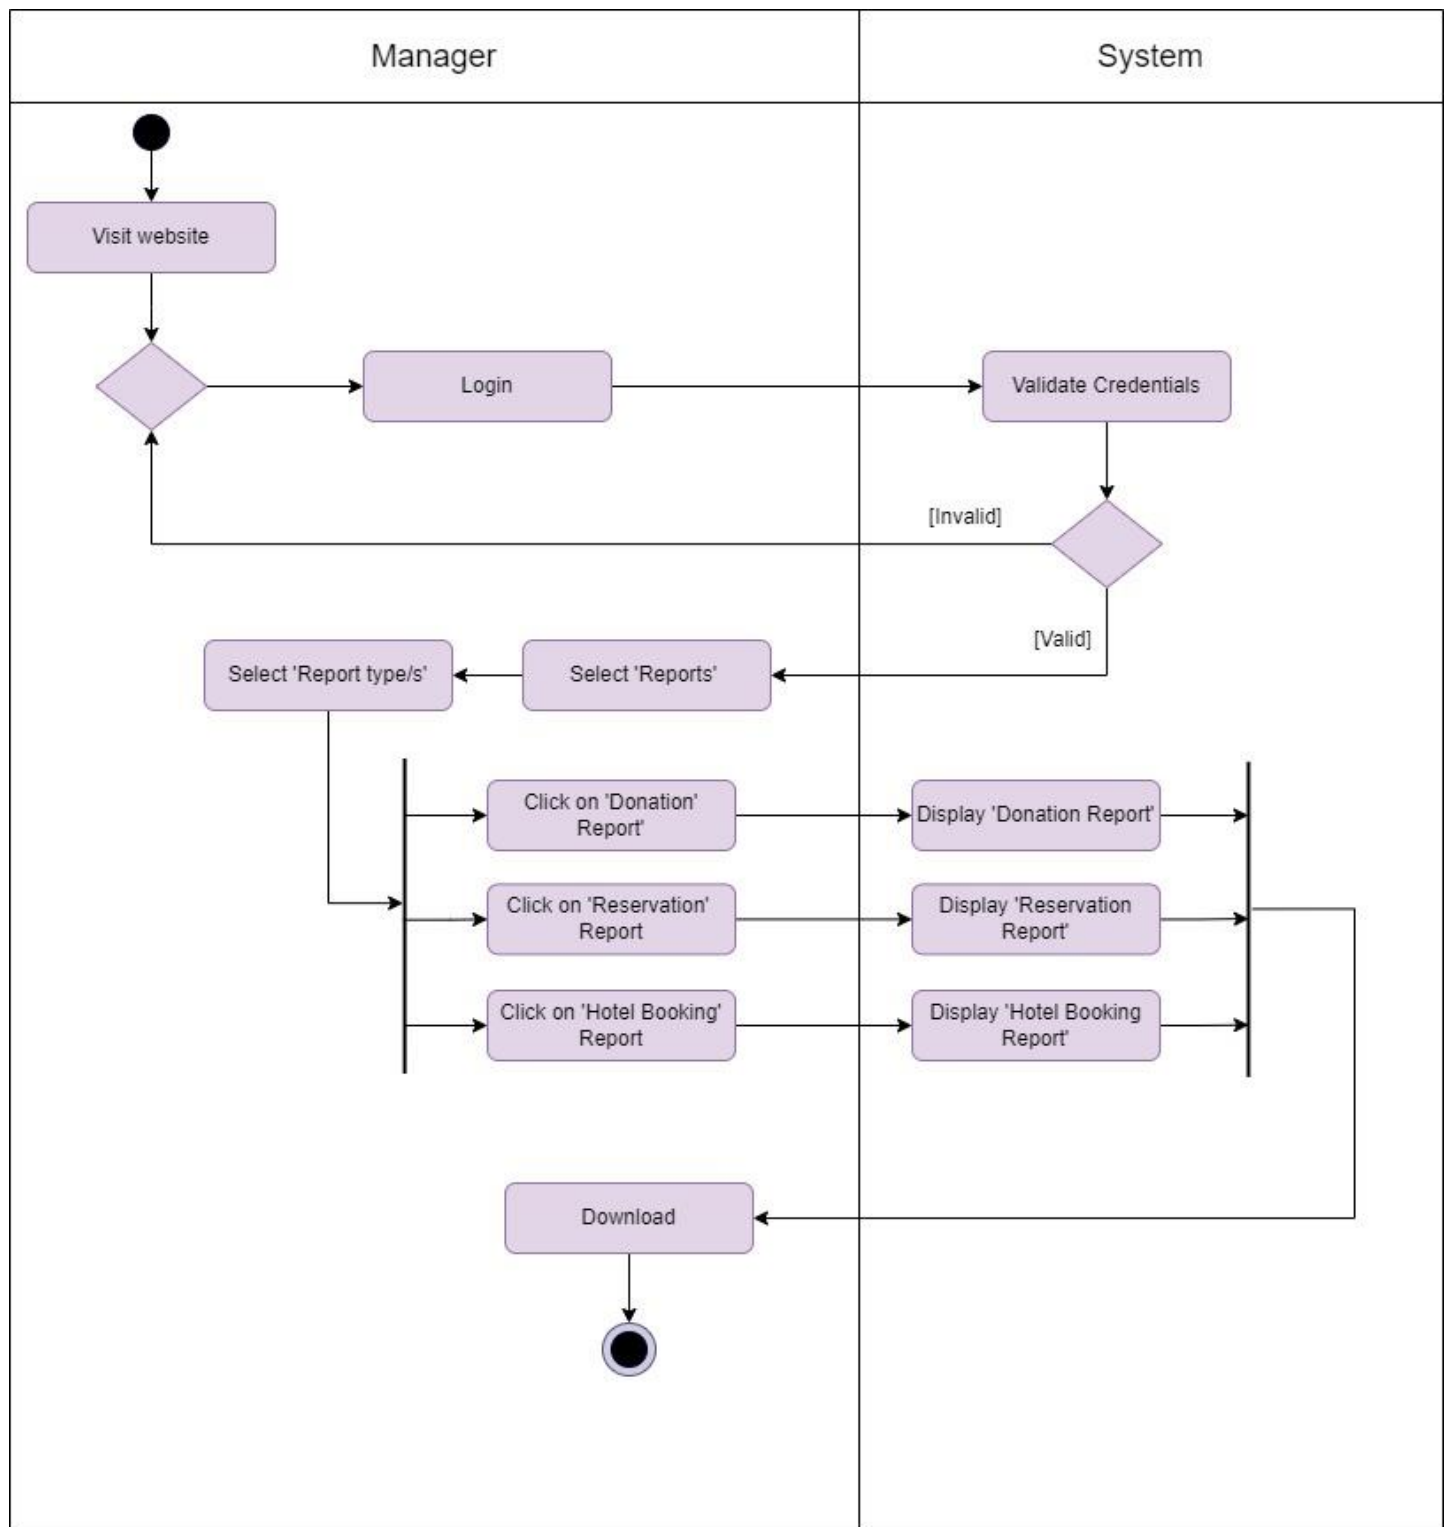 Manager
System
Visit website
Login
Validate Credentials
[Invalid]
[Valid]
Select 'Report type/s'
Select 'Reports'
Click on 'Donation'
Report'
Display 'Donation Report'
Click on 'Reservation'
Report
Display 'Reservation
Report'
Click on 'Hotel Booking'
Report
Display 'Hotel Booking
Report'
Download